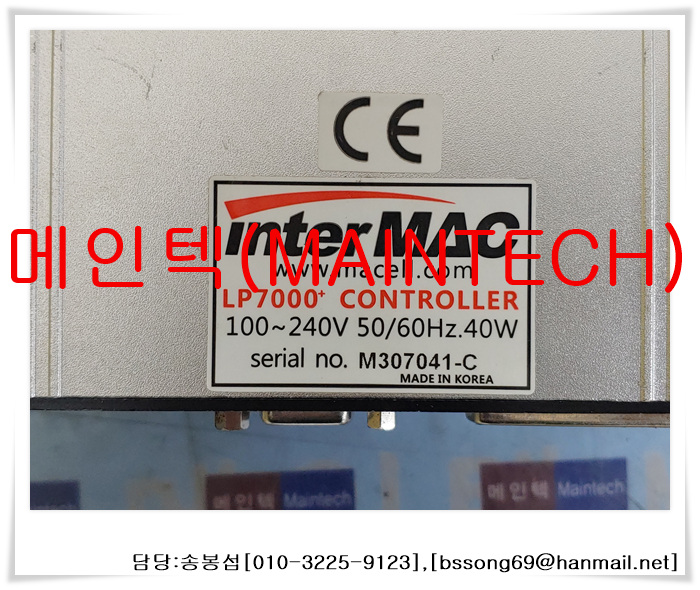 CE
interMAC
메인텍(MAINTECH)
www.macell.com
LP7000+ CONTROLLER
100~240V 50/60Hz.40W
serial no. M307041-C
MADE IN KOREA
메인텍 Maintech
메인텍 Maintech
담당:송봉섭[010-3225-9123],[bssong69@hanmail.net]